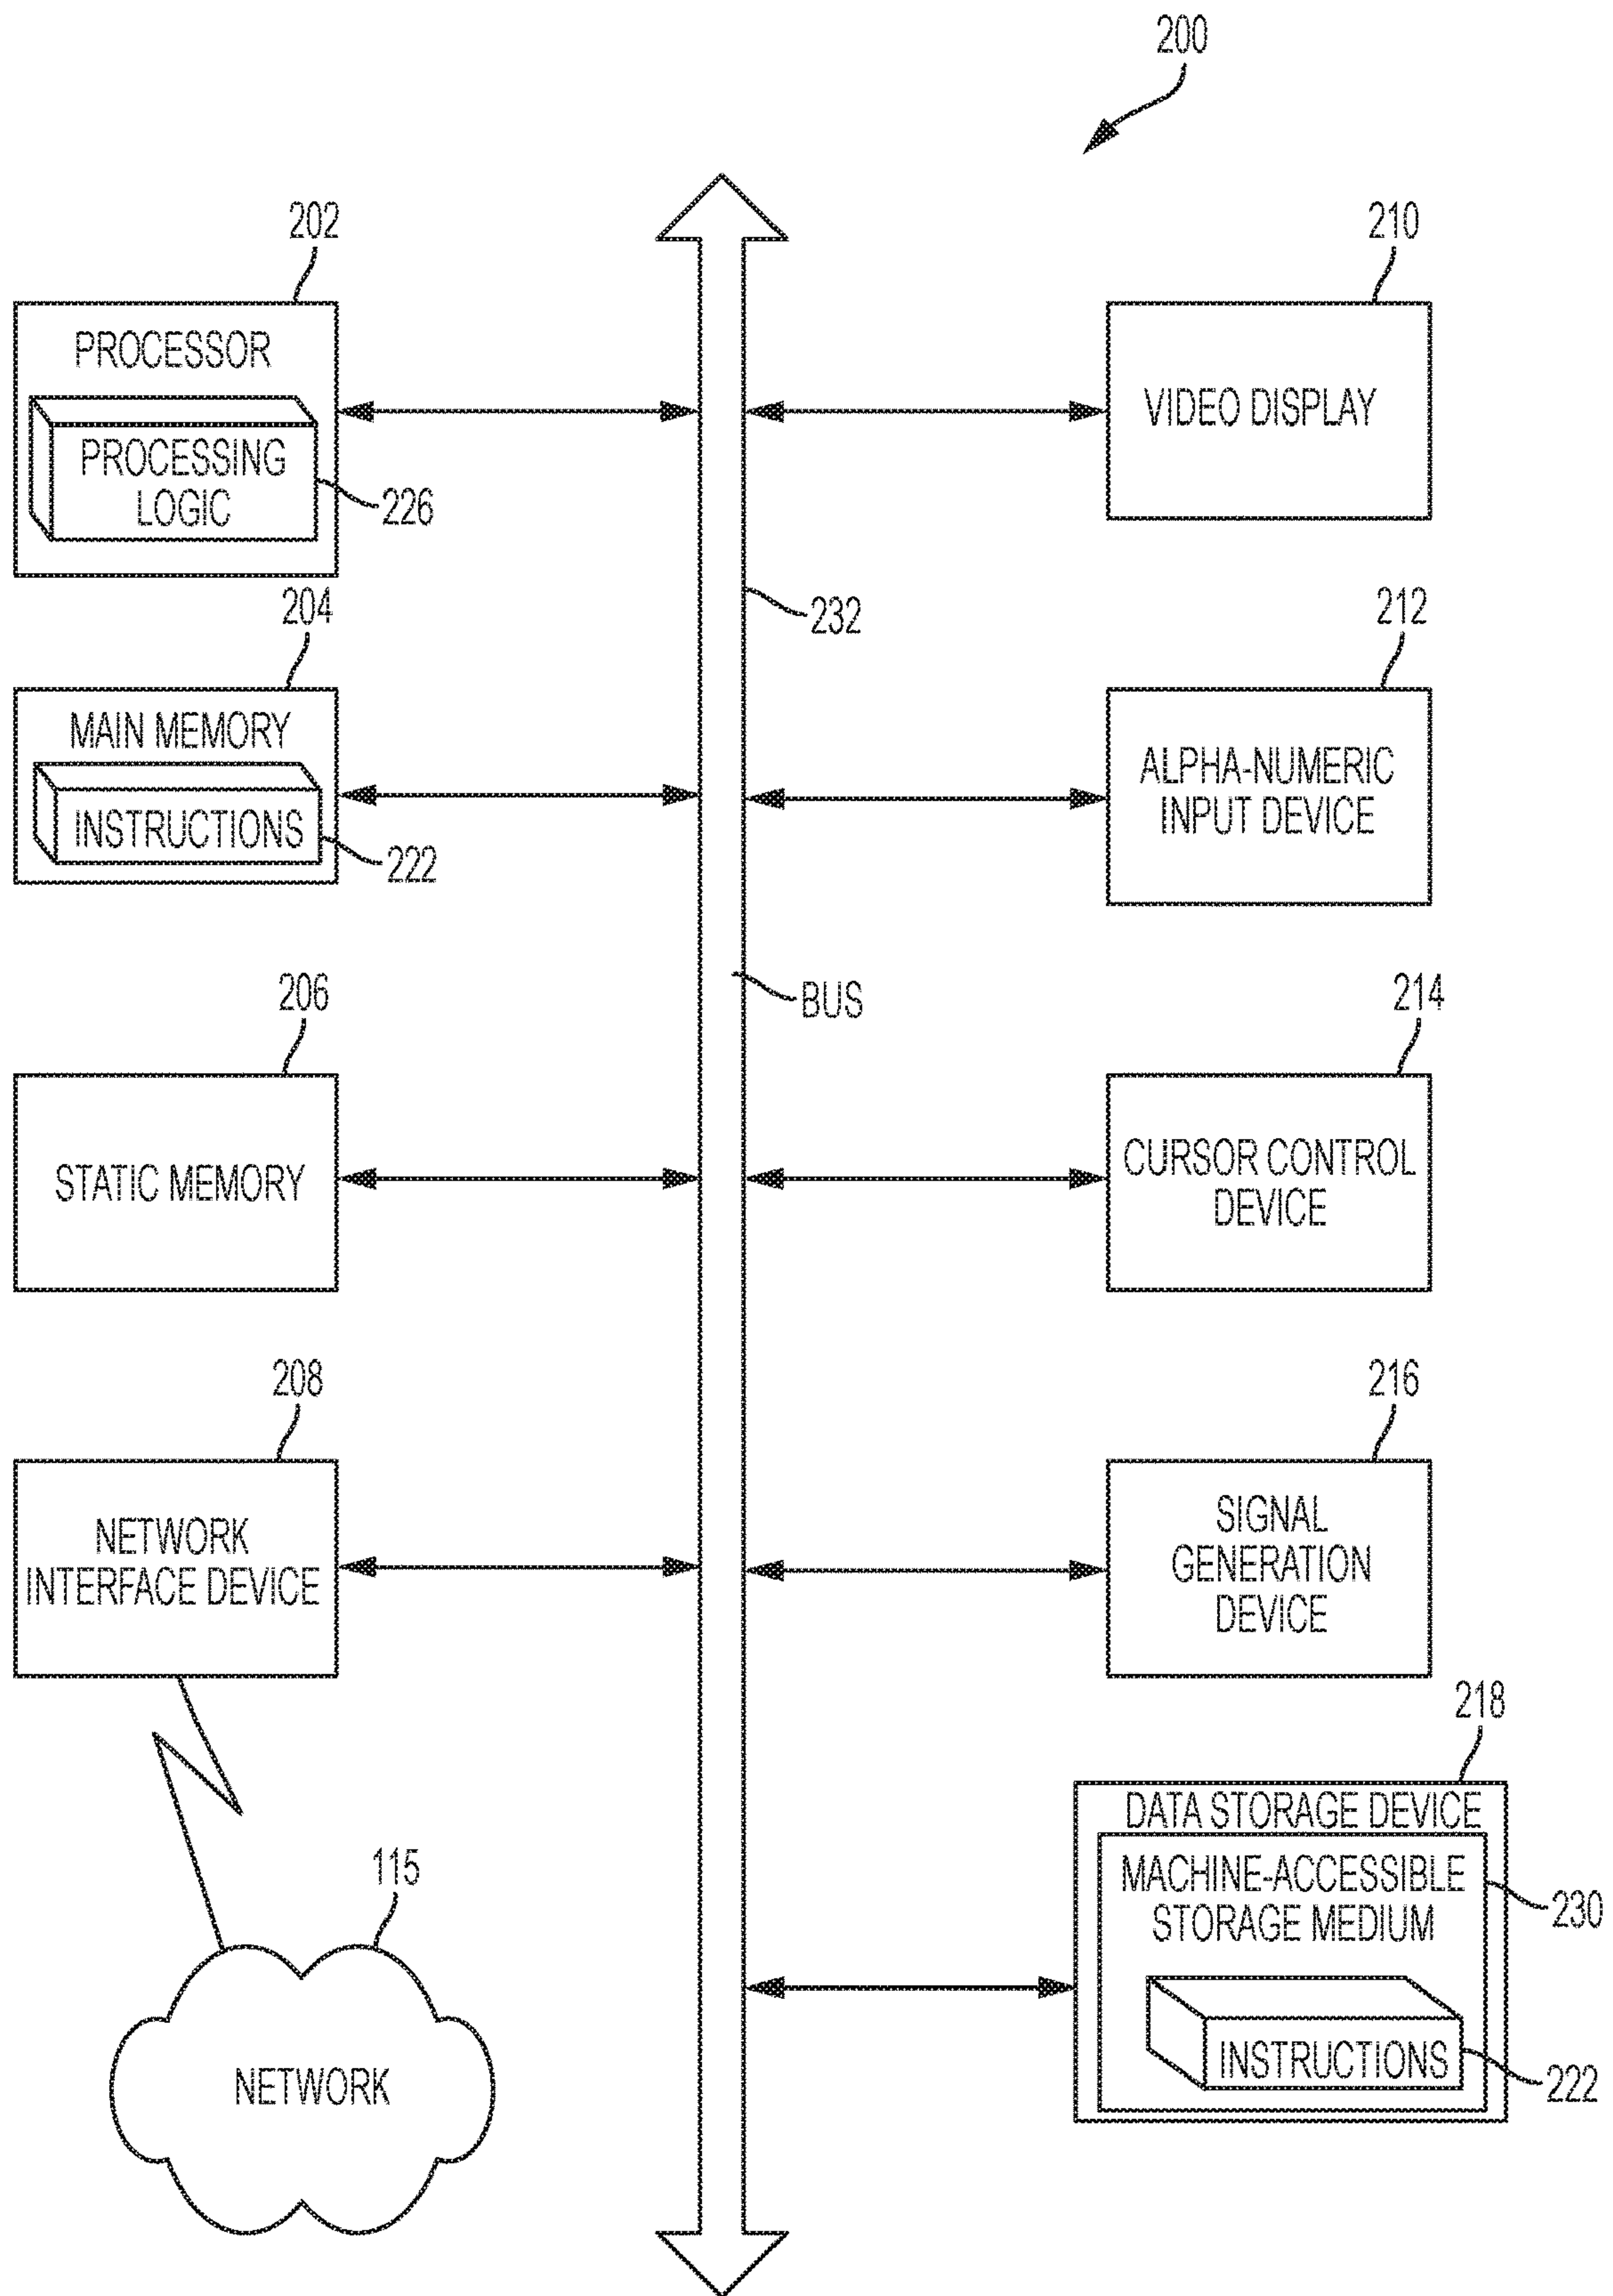 200
202
PROCESSOR
PROCESSING
LOGIC
226
204
MAIN MEMORY
INSTRUCTIONS
222
206
STATIC MEMORY
208
NETWORK
INTERFACE DEVICE
115
NETWORK
232
BUS
210
VIDEO DISPLAY
212
ALPHA-NUMERIC
INPUT DEVICE
214
CURSOR CONTROL
DEVICE
216
SIGNAL
GENERATION
DEVICE
218
DATA STORAGE DEVICE
MACHINE-ACCESSIBLE
STORAGE MEDIUM
230
INSTRUCTIONS
222